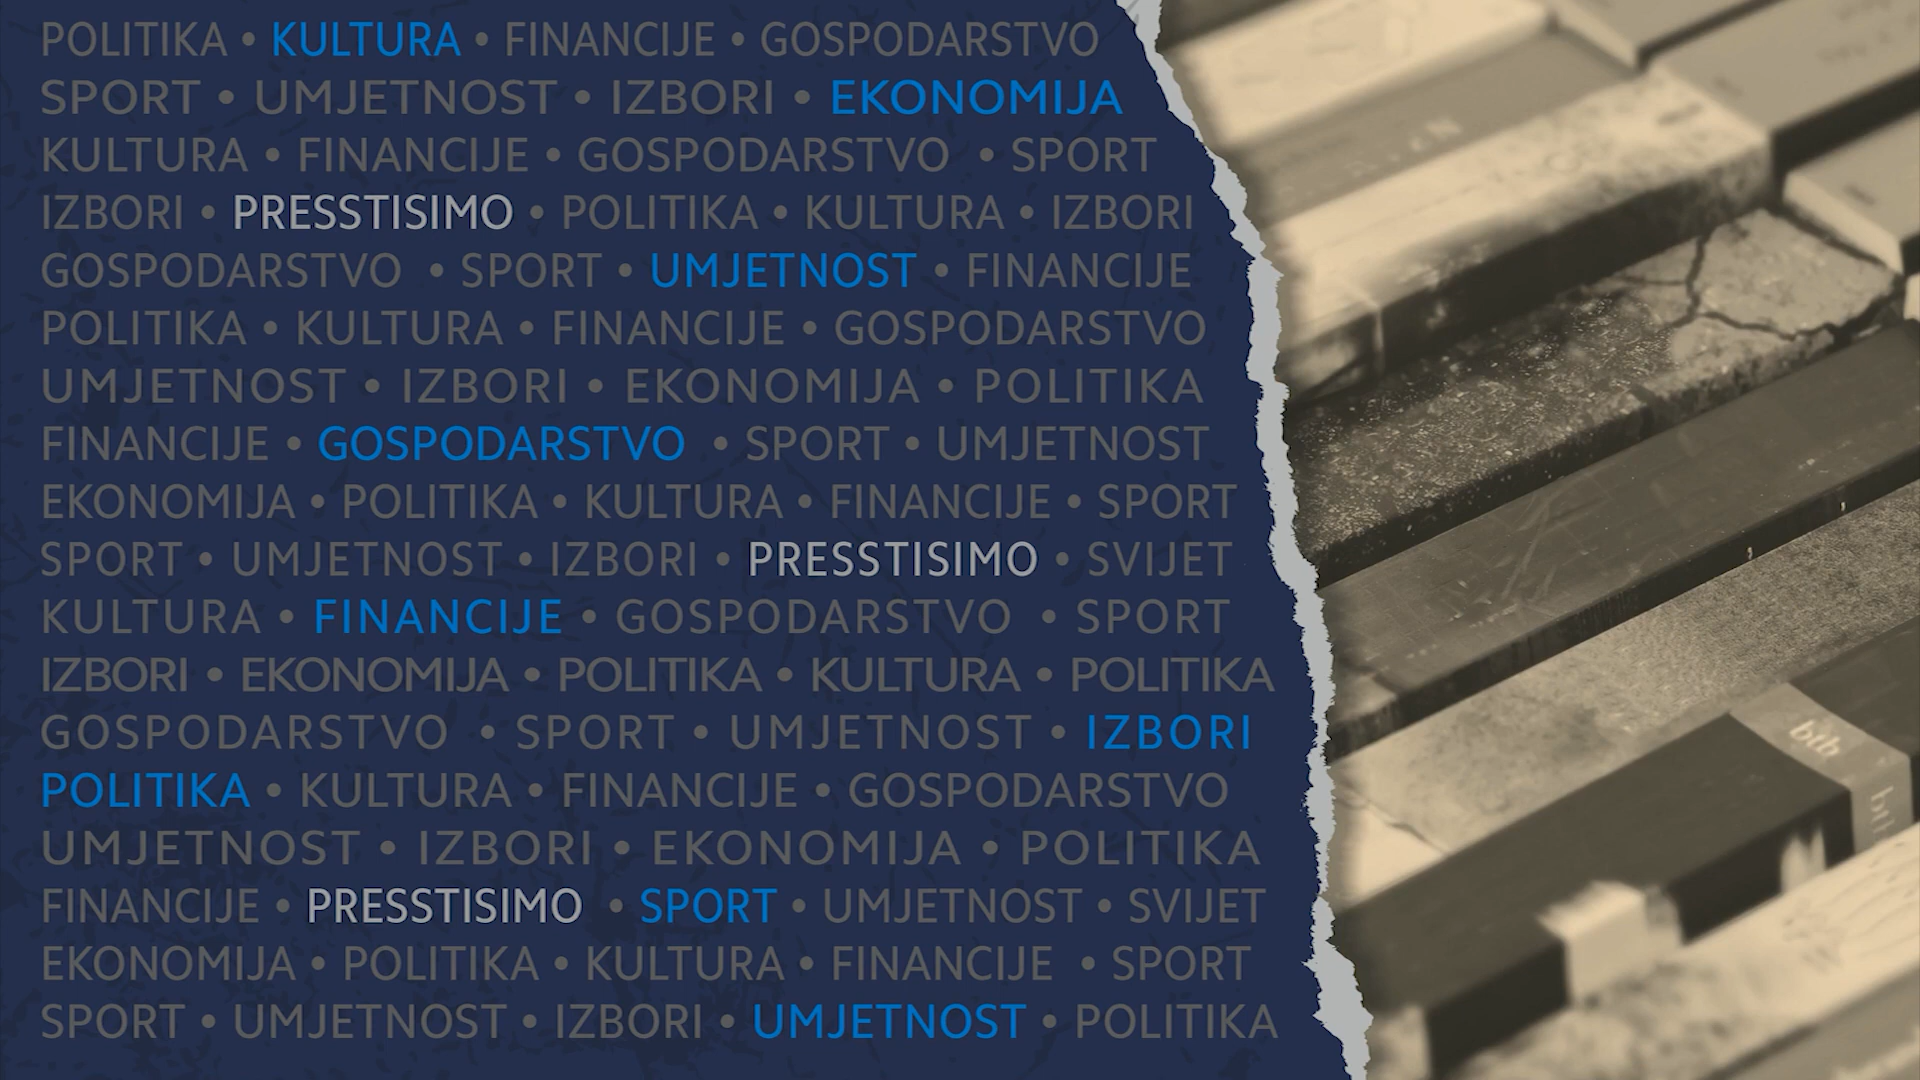 POLITIKA • KULTURA • FINANCIJE • GOSPODARSTVO
SPORT • UMJETNOST • IZBORI • EKONOMIJA
KULTURA • FINANCIJE • GOSPODARSTVO • SPORT
IZBORI • PRESSTISIMO • POLITIKA • KULTURA • IZBORI
GOSPODARSTVO • SPORT • UMJETNOST • FINANCIJE
POLITIKA • KULTURA • FINANCIJE • GOSPODARSTVO
UMJETNOST • IZBORI • EKONOMIJA • POLITIKA
FINANCIJE • GOSPODARSTVO • SPORT • UMJETNOST
EKONOMIJA • POLITIKA • KULTURA • FINANCIJE • SPORT
SPORT • UMJETNOST • IZBORI • PRESSTISIMO • SVIJET
KULTURA • FINANCIJE • GOSPODARSTVO • SPORT
IZBORI • EKONOMIJA • POLITIKA • KULTURA • POLITIKA
GOSPODARSTVO • SPORT • UMJETNOST • IZBORI
POLITIKA • KULTURA • FINANCIJE • GOSPODARSTVO
UMJETNOST • IZBORI • EKONOMIJA • POLITIKA
FINANCIJE • PRESSTISIMO • SPORT • UMJETNOST • SVIJET
EKONOMIJA • POLITIKA • KULTURA • FINANCIJE • SPORT
SPORT • UMJETNOST • IZBORI • UMJETNOST • POLITIKA
btb